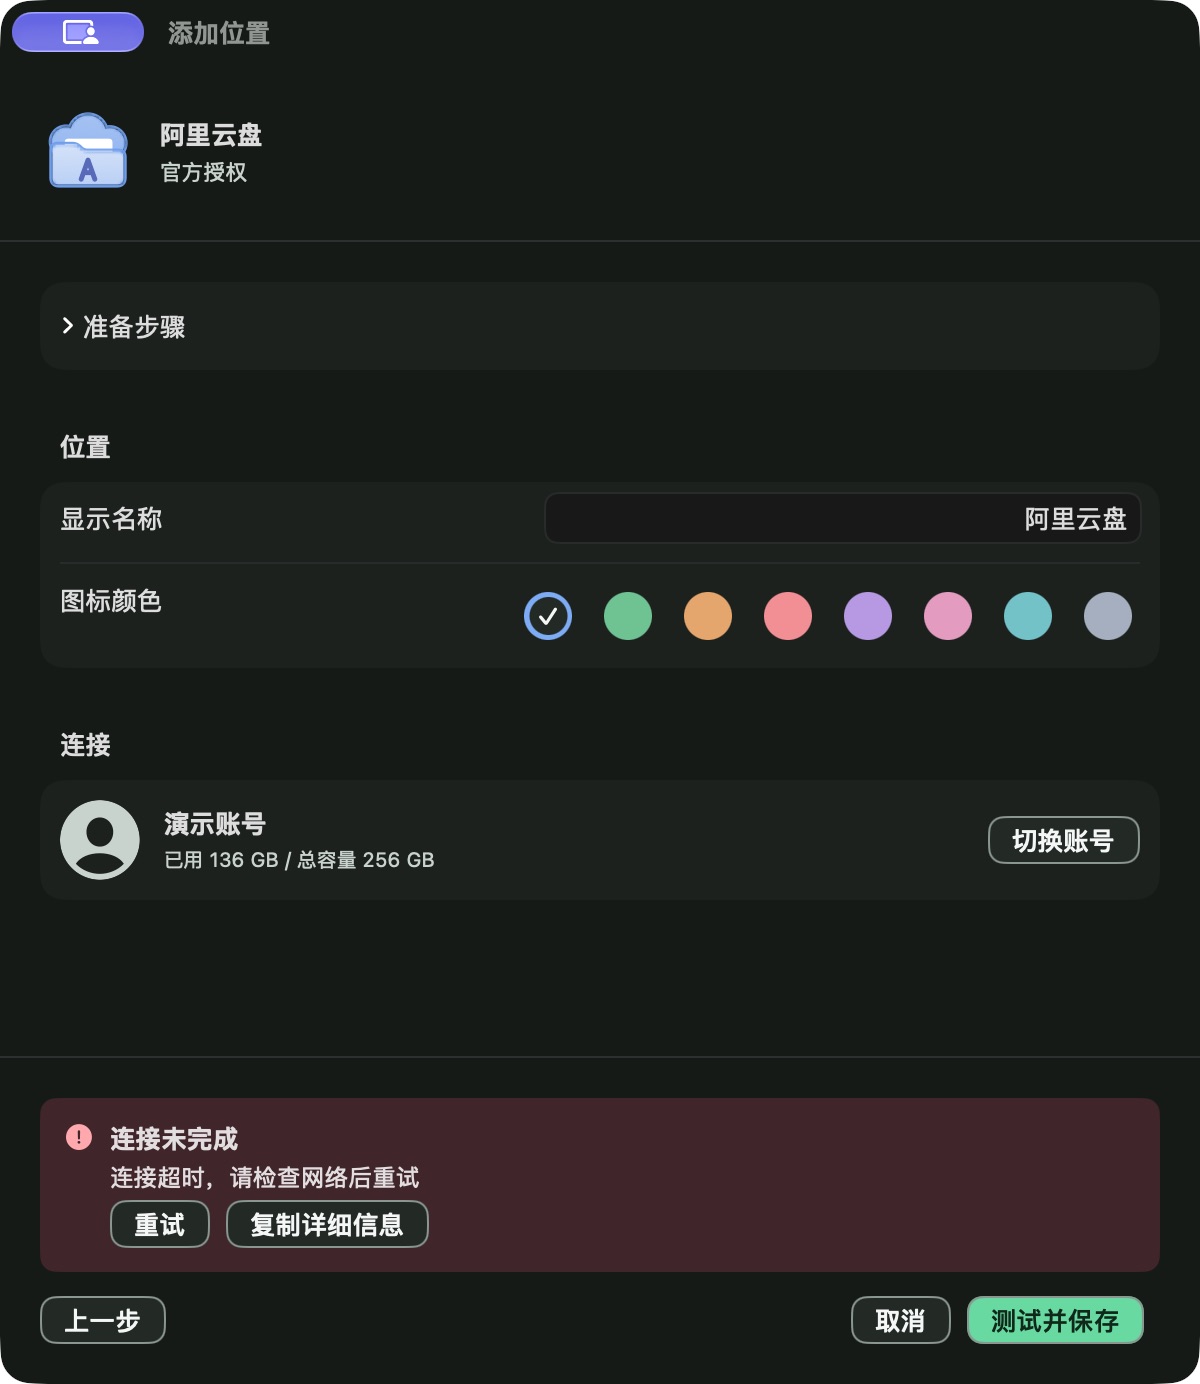 添加位置
阿里云盘
官方授权
A
准备步骤
位置
显示名称
阿里云盘
图标颜色
连接
演示账号
已用 136 GB / 总容量 256 GB
切换账号
连接未完成
连接超时，请检查网络后重试
重试
复制详细信息
上一步
取消
测试并保存